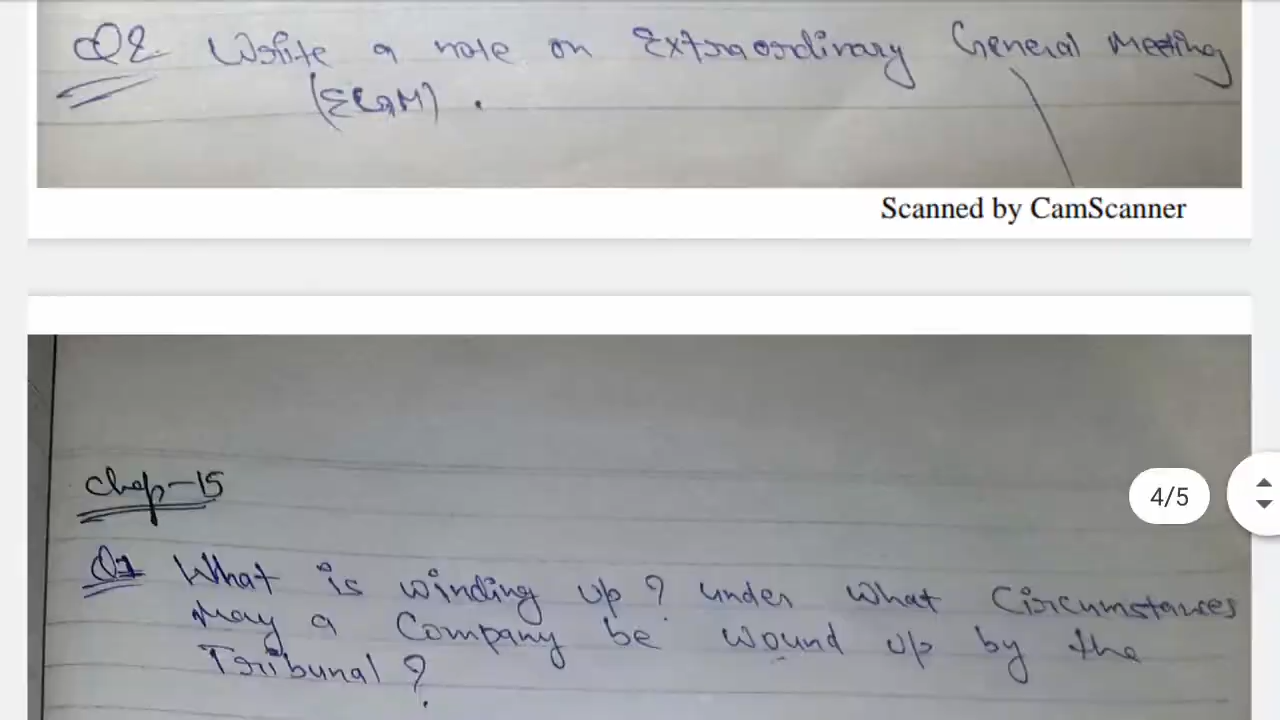 Q2. Write a note on Extraordinary General Meeting
(EGM).
Scanned by CamScanner
Chap-15
4/5
Q1 What is winding up? under what Circumstances
may a Company be wound up by the
Tribunal?